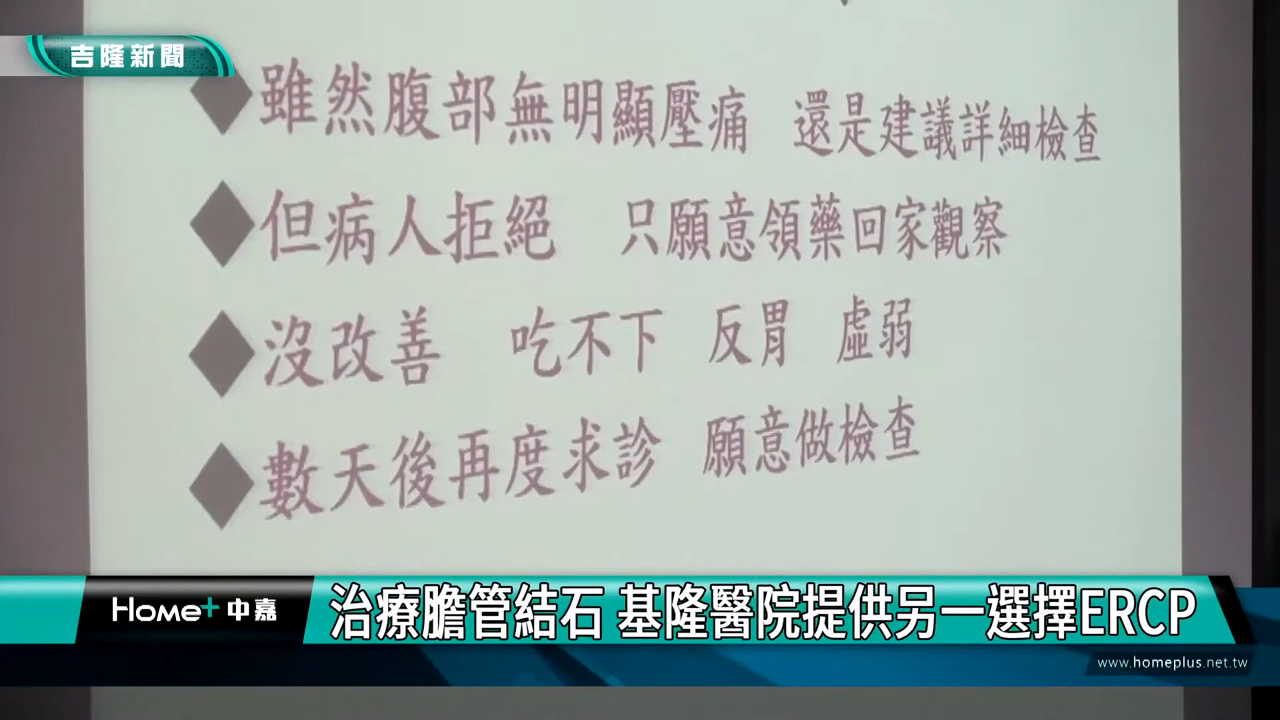 吉隆新聞
雖然腹部無明顯壓痛 還是建議詳細檢查
但病人拒絕 只願意領藥回家觀察
沒改善 吃不下 反胃 虛弱
數天後再度求診 願意做檢查
Home+中嘉
治療膽管結石 基隆醫院提供另一選擇ERCP
www.homeplus.net.tw